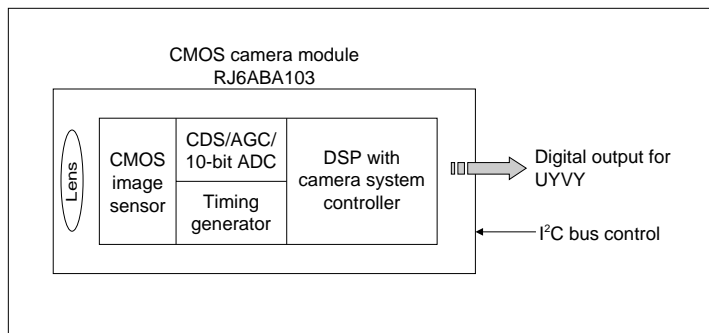 CMOS camera module
RJ6ABA103
Lens
CMOS
image
sensor
CDS/AGC/
10-bit ADC
Timing
generator
DSP with
camera system
controller
Digital output for
UYVY
I²C bus control